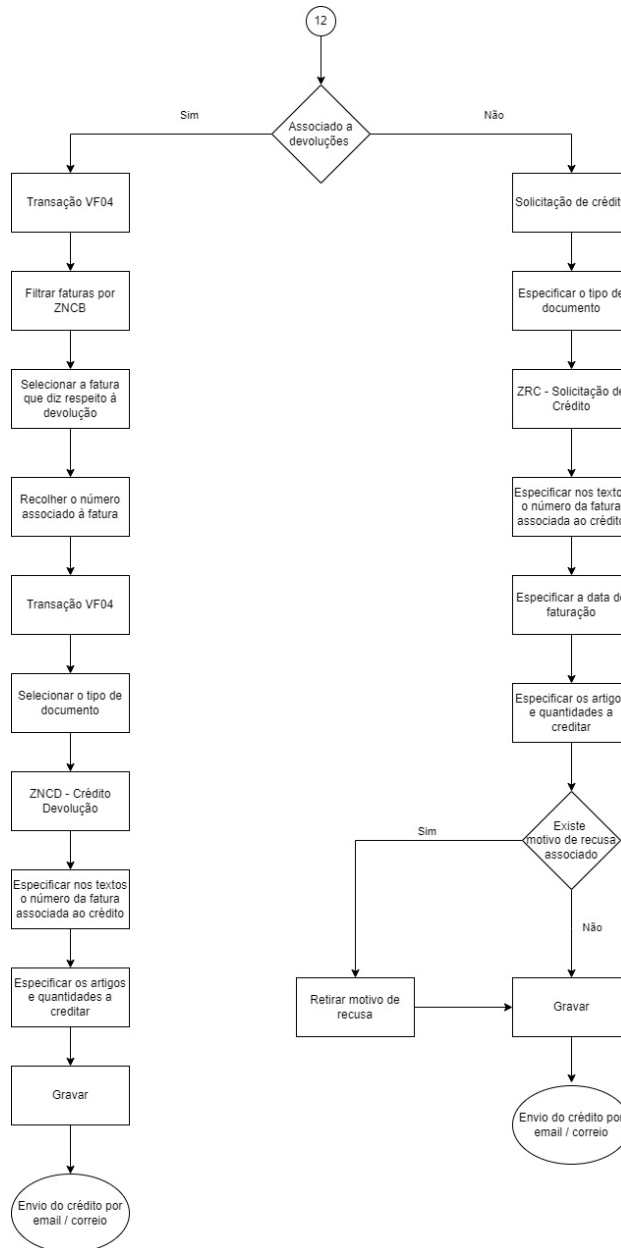 12
Associado a
devoluções
Sim
Não
Transação VF04
Filtrar faturas por
ZNCB
Selecionar a fatura
que diz respeito à
devolução
Recolher o número
associado á fatura
Transação VF04
Selecionar o tipo de
documento
ZNCD - Crédito
Devolução
Especificar nos textos
o número da fatura
associada ao crédito
Especificar os artigos
e quantidades a
creditar
Gravar
Envio do crédito por
email / correio
Solicitação de crédit
Especificar o tipo de
documento
ZRC - Solicitação de
Crédito
Especificar nos texto
o número da fatura
associada ao crédito
Especificar a data de
faturação
Especificar os artigo
e quantidades a
creditar
Existe
motivo de recusa
associado
Sim
Não
Retirar motivo de
recusa
Gravar
Envio do crédito por
email / correio